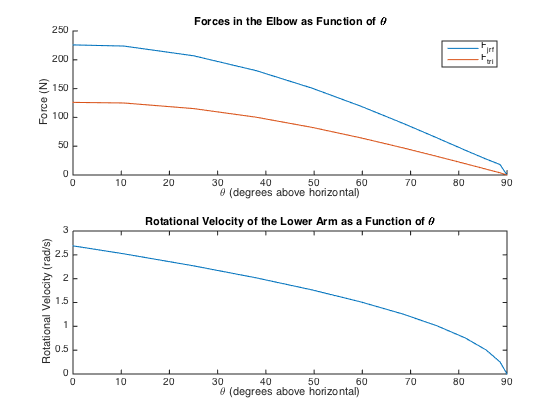 Forces in the Elbow as Function of θ
250
200
150
100
50
0
Force (N)
F_jrf
F_tri
0 10 20 30 40 50 60 70 80 90
θ (degrees above horizontal)
Rotational Velocity of the Lower Arm as a Function of θ
3
2.5
2
1.5
1
0.5
0
Rotational Velocity (rad/s)
0 10 20 30 40 50 60 70 80 90
θ (degrees above horizontal)